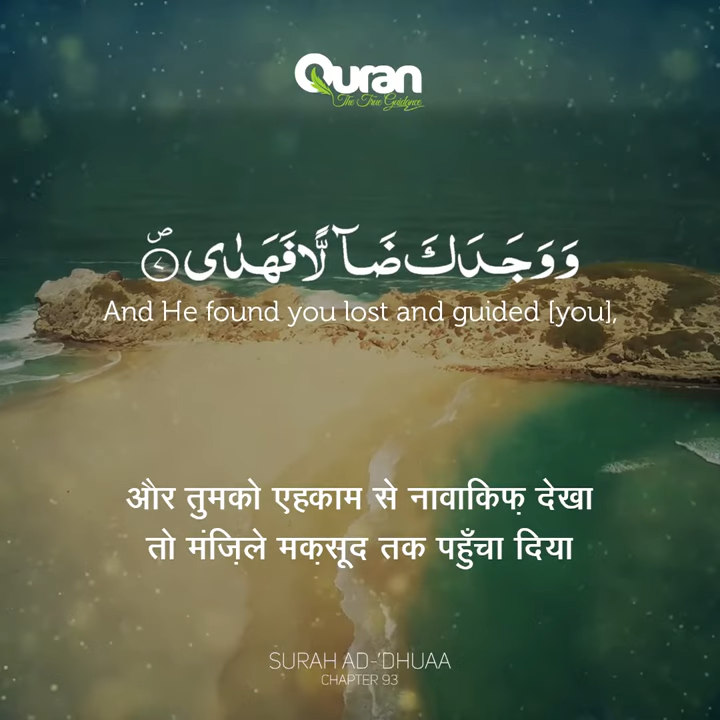 Quran
The True Guidance
وَوَجَدَكَ ضَآلًّا فَهَدٰى ۝٧ ص
And He found you lost and guided [you],
और तुमको एहकाम से नावाकिफ़ देखा
तो मंज़िले मक़सूद तक पहुँचा दिया
SURAH AD-'DHUAA
CHAPTER 93